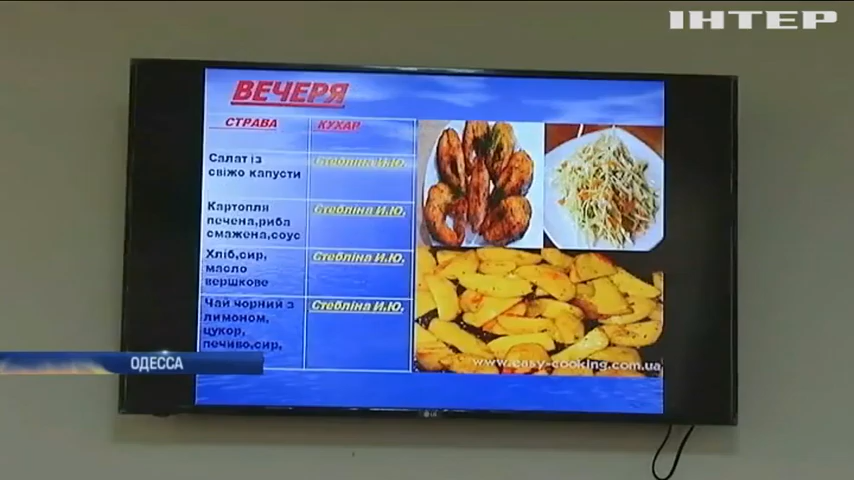 ІНТЕР
ВЕЧЕРЯ
СТРАВА
КУХАР
Салат із
свіжо капусти
Стебліна И.Ю.
Картопля
печена,риба
смажена,соус
Стебліна И.Ю.
Хліб,сир,
масло
вершкове
Стебліна И.Ю.
Чай чорний з
лимоном,
цукор,
печиво,сир,
Стебліна И.Ю.
www.easy-cooking.com.ua
ОДЕССА
LG